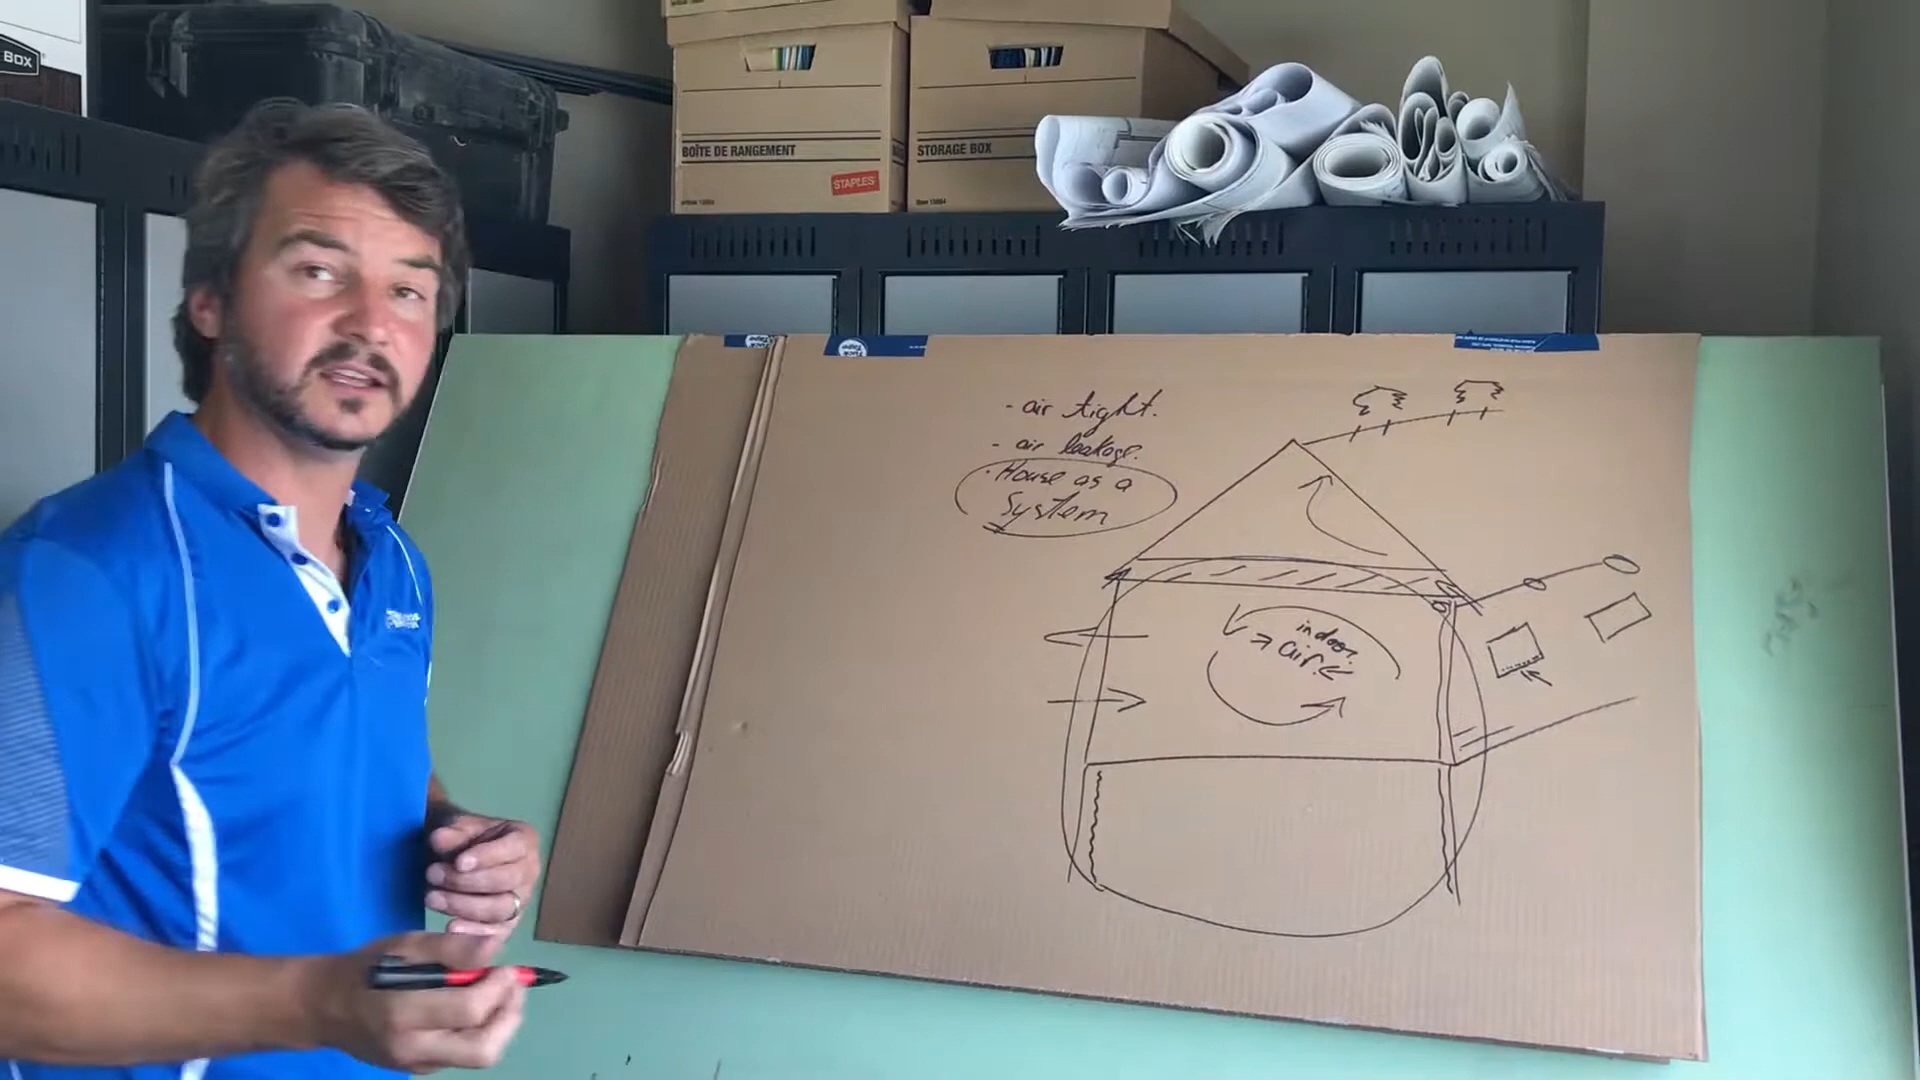 BOX
BOÎTE DE RANGEMENT
STAPLES
STORAGE BOX
- air tight.
- air leakage.
· House as a
System
indoor
air